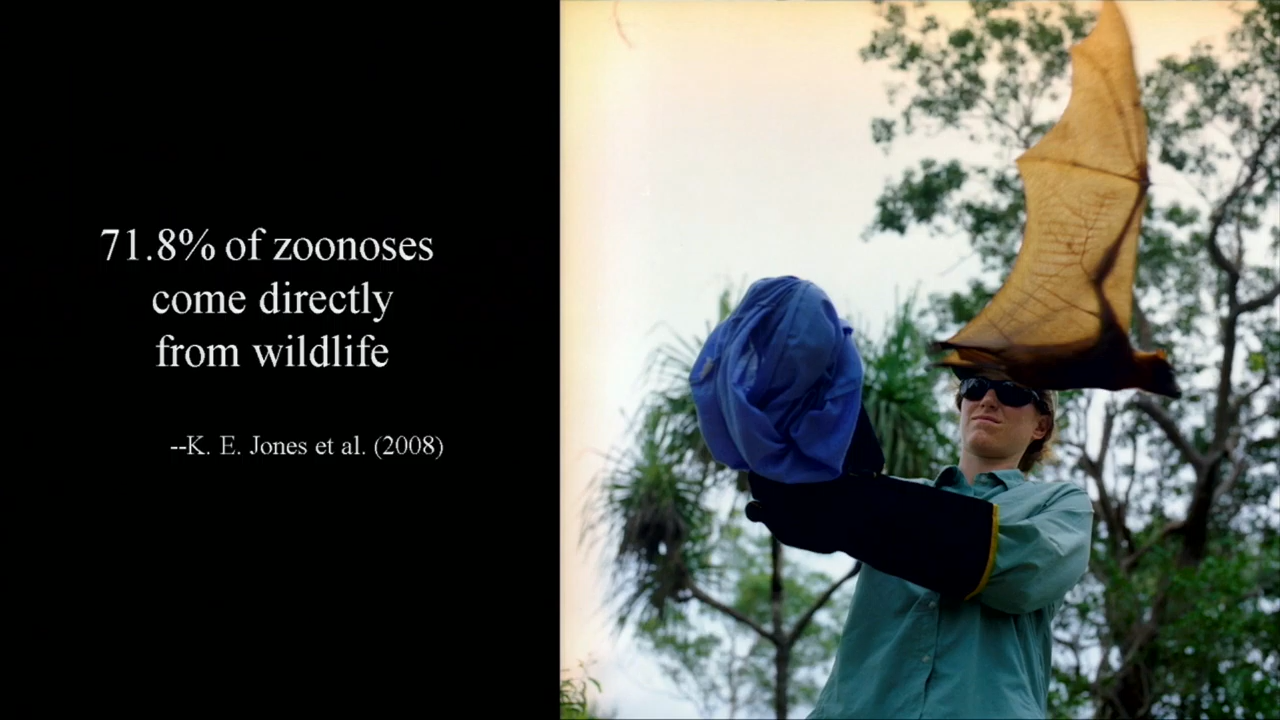 71.8% of zoonoses
come directly
from wildlife
--K. E. Jones et al. (2008)